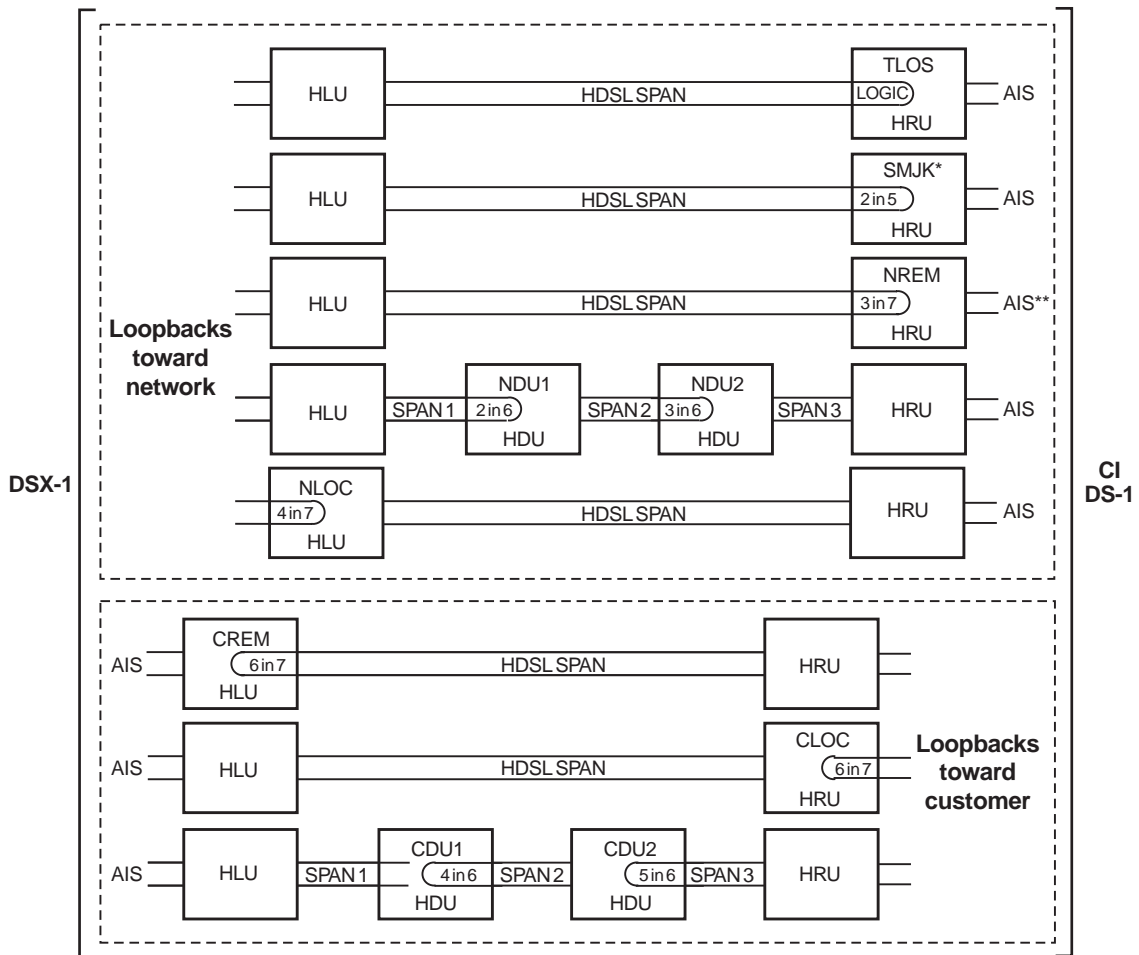 TLOS
HLU
HDSL SPAN
LOGIC
AIS
HRU
SMJK*
HLU
HDSL SPAN
2 in 5
AIS
HRU
NREM
HLU
HDSL SPAN
3 in 7
AIS**
HRU
Loopbacks
toward
network
NDU1
NDU2
HLU
SPAN 1
2 in 6
SPAN 2
3 in 6
SPAN 3
HRU
AIS
HDU
HDU
DSX-1
CI
DS-1
NLOC
4 in 7
HDSL SPAN
HRU
AIS
HLU
CREM
AIS
6 in 7
HDSL SPAN
HRU
HLU
CLOC
AIS
HLU
HDSL SPAN
6 in 7
HRU
Loopbacks
toward
customer
CDU1
CDU2
AIS
HLU
SPAN 1
4 in 6
SPAN 2
5 in 6
SPAN 3
HRU
HDU
HDU